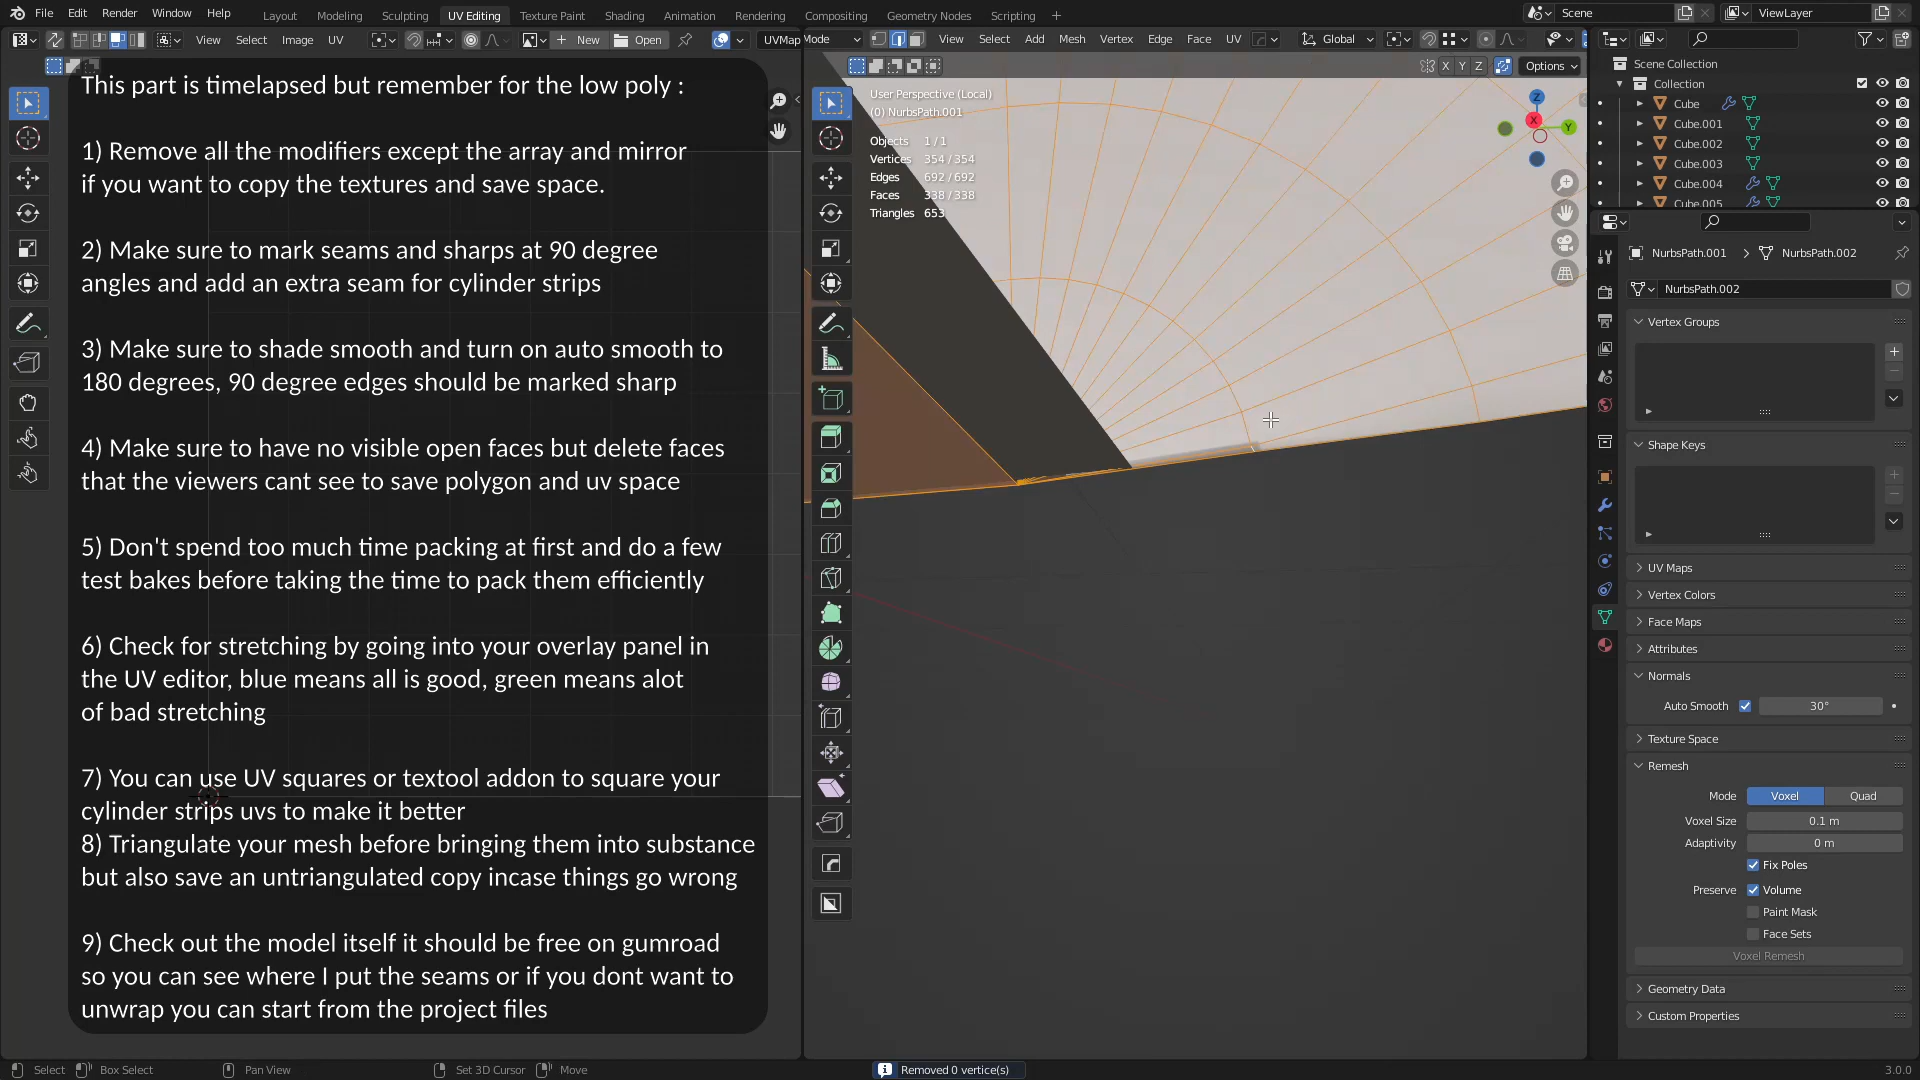 File Edit Render Window Help
Layout Modeling Sculpting UV Editing Texture Paint Shading Animation Rendering Compositing Geometry Nodes Scripting +
Scene
ViewLayer
View Select Image UV
New Open
UVMap
Mode View Select Add Mesh Vertex Edge Face UV
Global
X Y Z
Options
This part is timelapsed but remember for the low poly :
1) Remove all the modifiers except the array and mirror
if you want to copy the textures and save space.
2) Make sure to mark seams and sharps at 90 degree
angles and add an extra seam for cylinder strips
3) Make sure to shade smooth and turn on auto smooth to
180 degrees, 90 degree edges should be marked sharp
4) Make sure to have no visible open faces but delete faces
that the viewers cant see to save polygon and uv space
5) Don't spend too much time packing at first and do a few
test bakes before taking the time to pack them efficiently
6) Check for stretching by going into your overlay panel in
the UV editor, blue means all is good, green means alot
of bad stretching
7) You can use UV squares or textool addon to square your
cylinder strips uvs to make it better
8) Triangulate your mesh before bringing them into substance
but also save an untriangulated copy incase things go wrong
9) Check out the model itself it should be free on gumroad
so you can see where I put the seams or if you dont want to
unwrap you can start from the project files
User Perspective (Local)
(0) NurbsPath.001
Objects 1/1
Vertices 354/354
Edges 692/692
Faces 338/338
Triangles 653
Z
X
Y
Scene Collection
Collection
Cube
Cube.001
Cube.002
Cube.003
Cube.004
Cube.005
NurbsPath.001 > NurbsPath.002
NurbsPath.002
Vertex Groups
Shape Keys
UV Maps
Vertex Colors
Face Maps
Attributes
Normals
Auto Smooth 30°
Texture Space
Remesh
Mode Voxel Quad
Voxel Size 0.1 m
Adaptivity 0 m
Fix Poles
Preserve Volume
Paint Mask
Face Sets
Voxel Remesh
Geometry Data
Custom Properties
Select Box Select Pan View Set 3D Cursor Move
Removed 0 vertice(s)
3.0.0